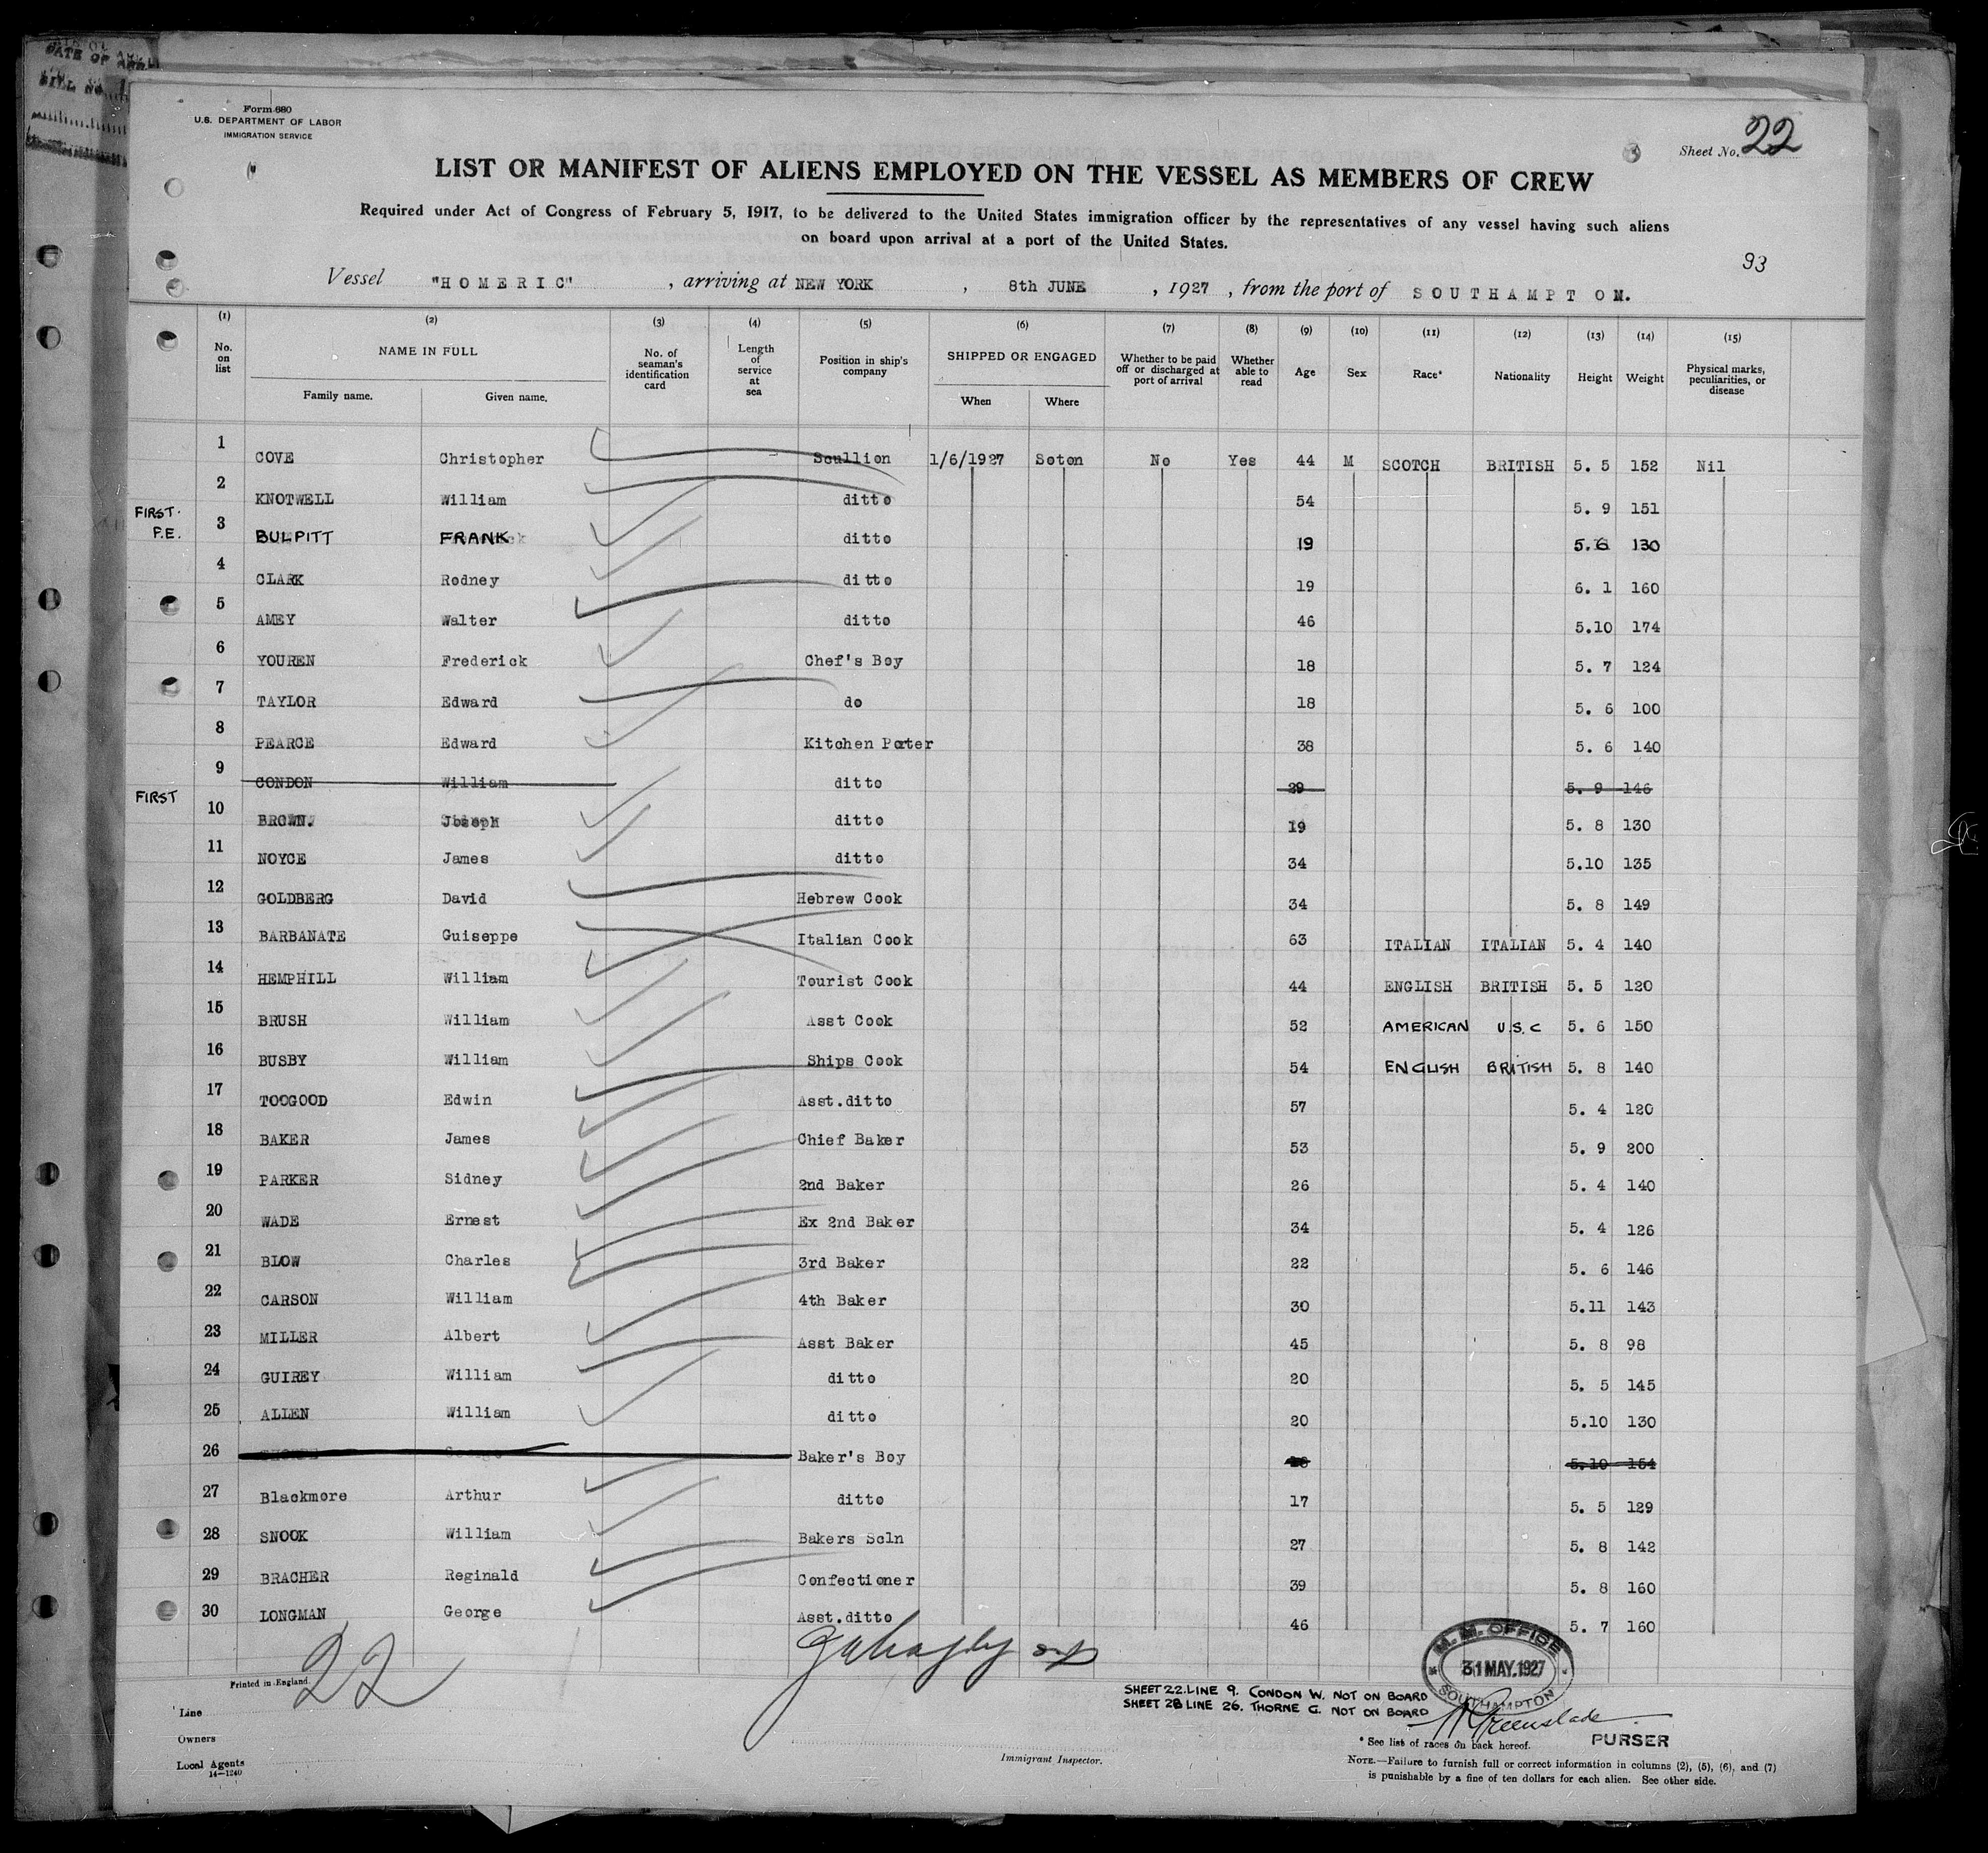 DATE OF
BILL NO.
Form 680
U.S. DEPARTMENT OF LABOR
IMMIGRATION SERVICE
Sheet No. 22
LIST OR MANIFEST OF ALIENS EMPLOYED ON THE VESSEL AS MEMBERS OF CREW
Required under Act of Congress of February 5, 1917, to be delivered to the United States immigration officer by the representatives of any vessel having such aliens
on board upon arrival at a port of the United States.
93
Vessel "HOMERIC", arriving at NEW YORK, 8th JUNE, 1927, from the port of SOUTHAMPTON.
(1) (2) (3) (4) (5) (6) (7) (8) (9) (10) (11) (12) (13) (14) (15)
No. on list NAME IN FULL No. of seaman's identification card Length of service at sea Position in ship's company SHIPPED OR ENGAGED Whether to be paid off or discharged at port of arrival Whether able to read Age Sex Race* Nationality Height Weight Physical marks, peculiarities, or disease
Family name. Given name. When Where
1 COVE Christopher Scullion 1/6/1927 Soton No Yes 44 M SCOTCH BRITISH 5. 5 152 Nil
2 KNOTWELL William ditto 54 5. 9 151
FIRST. P.E. 3 BULPITT FRANK ditto 19 5.6 130
4 CLARK Rodney ditto 19 6. 1 160
5 AMEY Walter ditto 46 5.10 174
6 YOUREN Frederick Chef's Boy 18 5. 7 124
7 TAYLOR Edward do 18 5. 6 100
8 PEARCE Edward Kitchen Porter 38 5. 6 140
9 CONDON William ditto 29 5. 9 146
FIRST 10 BROWN. Joseph ditto 19 5. 8 130
11 NOYCE James ditto 34 5.10 135
12 GOLDBERG David Hebrew Cook 34 5. 8 149
13 BARBANATE Guiseppe Italian Cook 63 ITALIAN ITALIAN 5. 4 140
14 HEMPHILL William Tourist Cook 44 ENGLISH BRITISH 5. 5 120
15 BRUSH William Asst Cook 52 AMERICAN U.S.C 5. 6 150
16 BUSBY William Ships Cook 54 ENGLISH BRITISH 5. 8 140
17 TOOGOOD Edwin Asst.ditto 57 5. 4 120
18 BAKER James Chief Baker 53 5. 9 200
19 PARKER Sidney 2nd Baker 26 5. 4 140
20 WADE Ernest Ex 2nd Baker 34 5. 4 126
21 BLOW Charles 3rd Baker 22 5. 6 146
22 CARSON William 4th Baker 30 5.11 143
23 MILLER Albert Asst Baker 45 5. 8 98
24 GUIREY William ditto 20 5. 5 145
25 ALLEN William ditto 20 5.10 130
26 George Baker's Boy 5.10 154
27 Blackmore Arthur ditto 17 5. 5 129
28 SNOOK William Bakers Scln 27 5. 8 142
29 BRACHER Reginald Confectioner 39 5. 8 160
30 LONGMAN George Asst.ditto 46 5. 7 160
22
M.M. OFFICE
31 MAY.1927
SOUTHAMPTON
Printed in England.
SHEET 22. LINE 9. CONDON W. NOT ON BOARD
SHEET 28 LINE 26. THORNE G. NOT ON BOARD
Line
Greenslade
Owners
* See list of races on back hereof. PURSER
Local Agents
14-1240
Immigrant Inspector.
NOTE.—Failure to furnish full or correct information in columns (2), (5), (6), and (7)
is punishable by a fine of ten dollars for each alien. See other side.